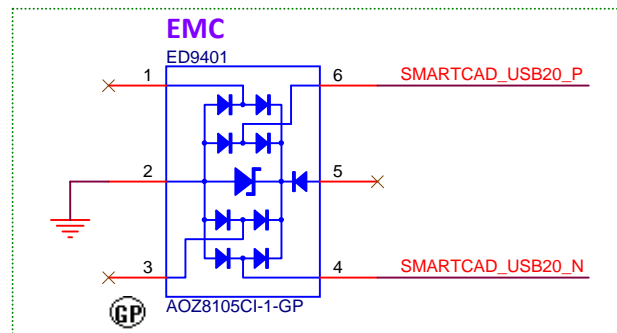 EMC
ED9401
1
6
SMARTCAD_USB20_P
2
5
3
4
SMARTCAD_USB20_N
GP
AOZ8105CI-1-GP